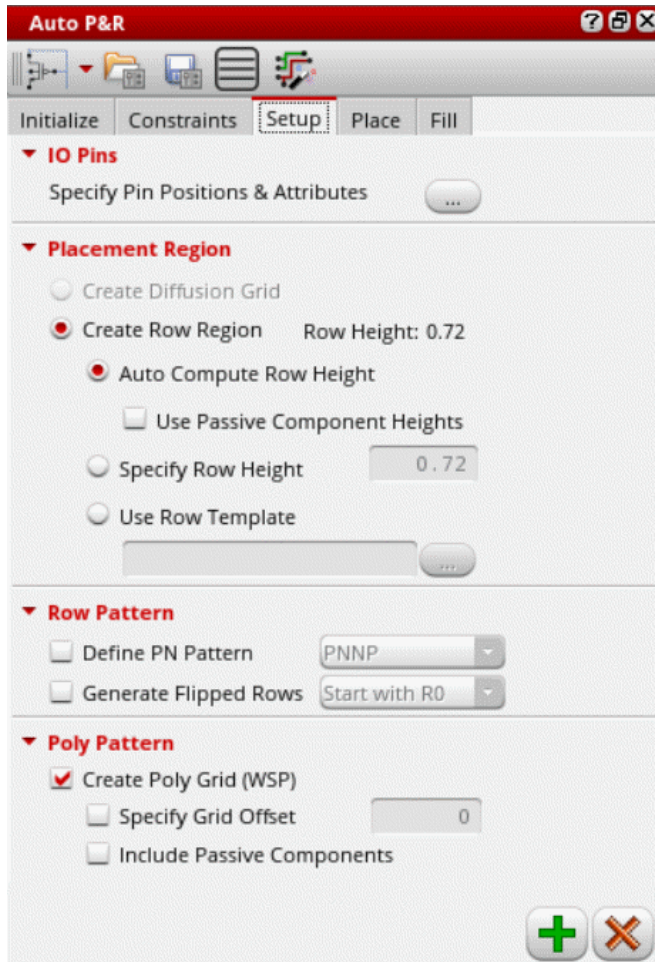 Auto P&R
Initialize Constraints Setup Place Fill
IO Pins
Specify Pin Positions & Attributes ...
Placement Region
Create Diffusion Grid
Create Row Region Row Height: 0.72
Auto Compute Row Height
Use Passive Component Heights
Specify Row Height 0.72
Use Row Template
...
Row Pattern
Define PN Pattern PNNP
Generate Flipped Rows Start with R0
Poly Pattern
Create Poly Grid (WSP)
Specify Grid Offset 0
Include Passive Components